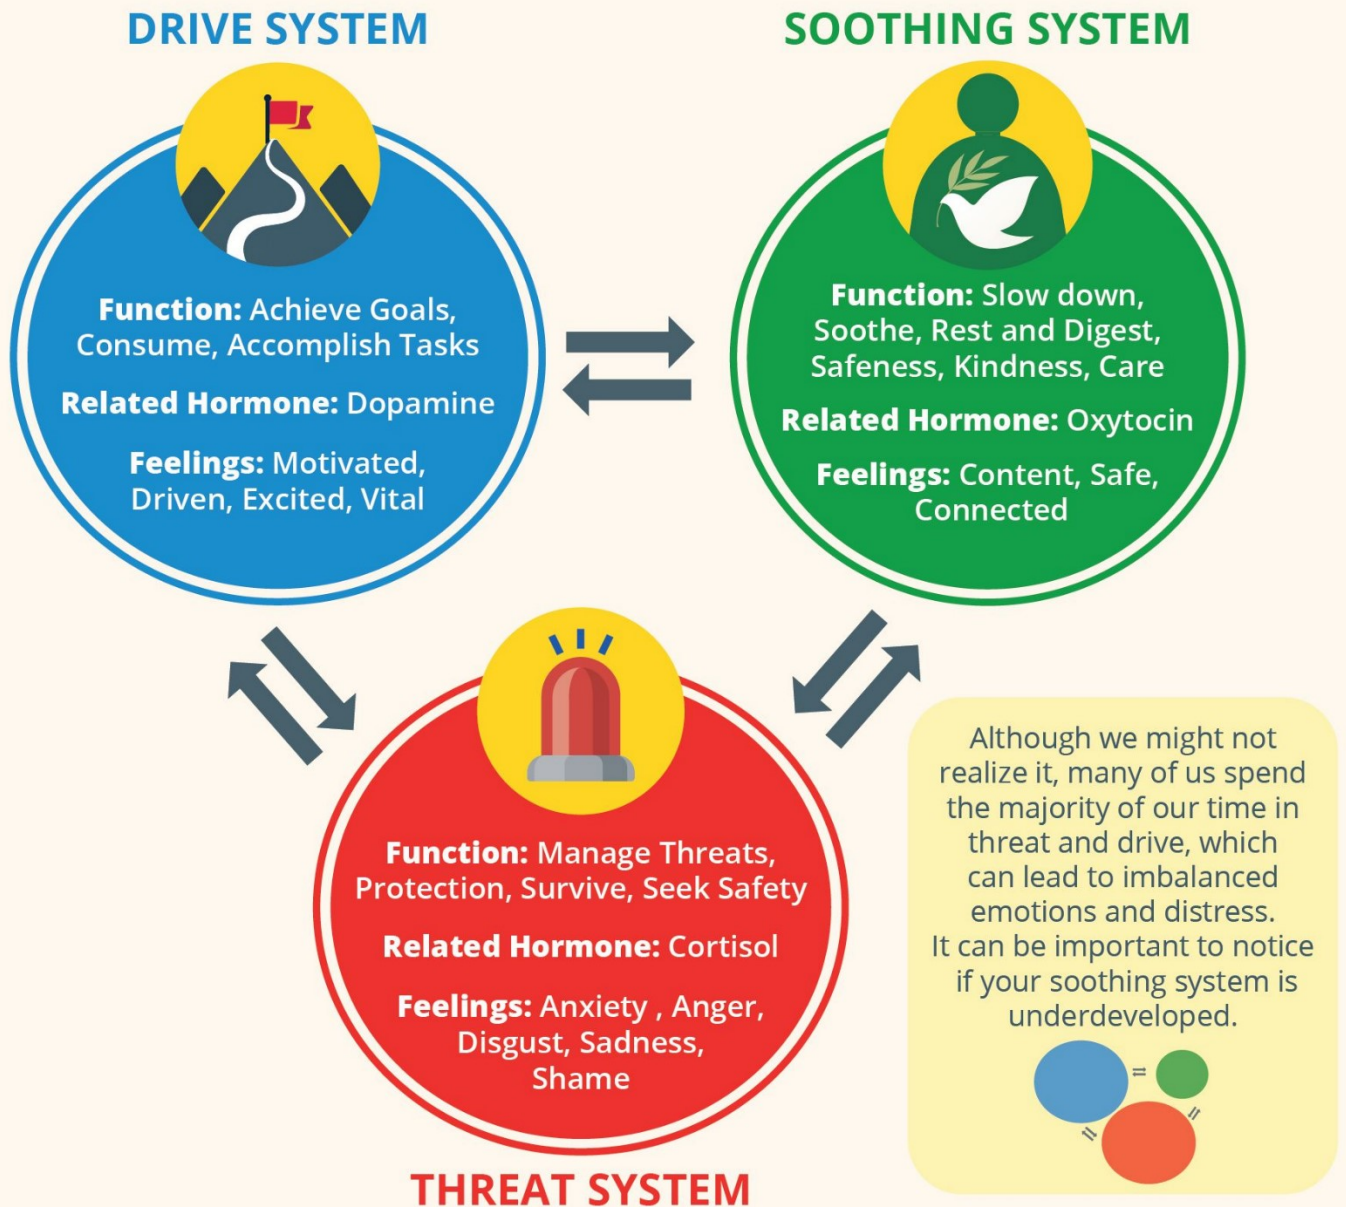 DRIVE SYSTEM
Function: Achieve Goals,
Consume, Accomplish Tasks
Related Hormone: Dopamine
Feelings: Motivated,
Driven, Excited, Vital
SOOTHING SYSTEM
Function: Slow down,
Soothe, Rest and Digest,
Safeness, Kindness, Care
Related Hormone: Oxytocin
Feelings: Content, Safe,
Connected
Function: Manage Threats,
Protection, Survive, Seek Safety
Related Hormone: Cortisol
Feelings: Anxiety , Anger,
Disgust, Sadness,
Shame
THREAT SYSTEM
Although we might not
realize it, many of us spend
the majority of our time in
threat and drive, which
can lead to imbalanced
emotions and distress.
It can be important to notice
if your soothing system is
underdeveloped.